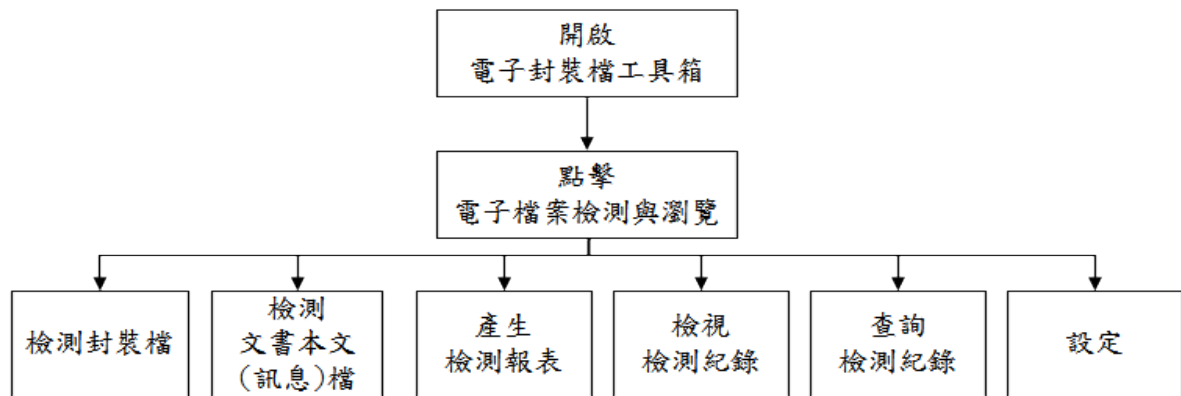 開啟
電子封裝檔工具箱
點擊
電子檔案檢測與瀏覽
檢測封裝檔
檢測
文書本文
(訊息)檔
產生
檢測報表
檢視
檢測紀錄
查詢
檢測紀錄
設定